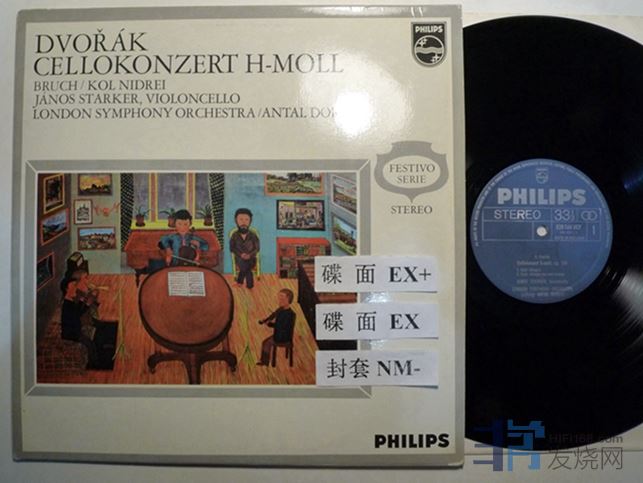 DVOŘÁK
CELLOKONZERT H-MOLL
BRUCH/KOL NIDREI
JÁNOS STARKER, VIOLONCELLO
LONDON SYMPHONY ORCHESTRA/ANTAL
PHILIPS
FESTIVO
SERIE
STEREO
碟 面 EX+
碟 面 EX
封套 NM-
PHILIPS
PHILIPS
STEREO 33⅓
1
HIFI168.com
发烧网